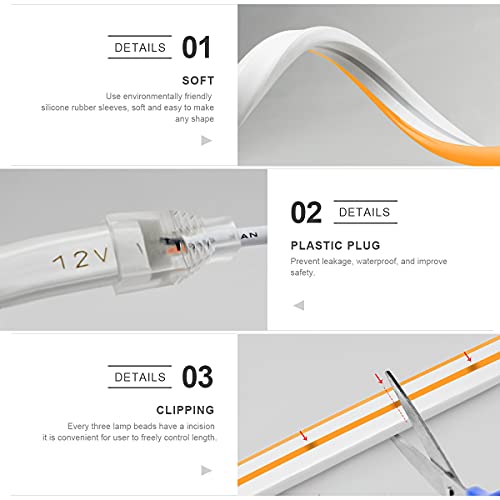 DETAILS 01
SOFT
Use environmentally friendly
silicone rubber sleeves, soft and easy to make
any shape
12V
AN
02 DETAILS
PLASTIC PLUG
Prevent leakage, waterproof, and improve
safety.
DETAILS 03
CLIPPING
Every three lamp beads have a incision
it is convenient for user to freely control length.